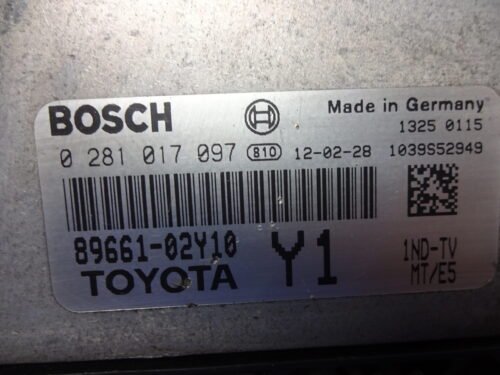 BOSCH Made in Germany
1325 0115
0 281 017 097 810 12-02-28 1039S52949
89661-02Y10 Y1 1ND-TV
TOYOTA MT/E5